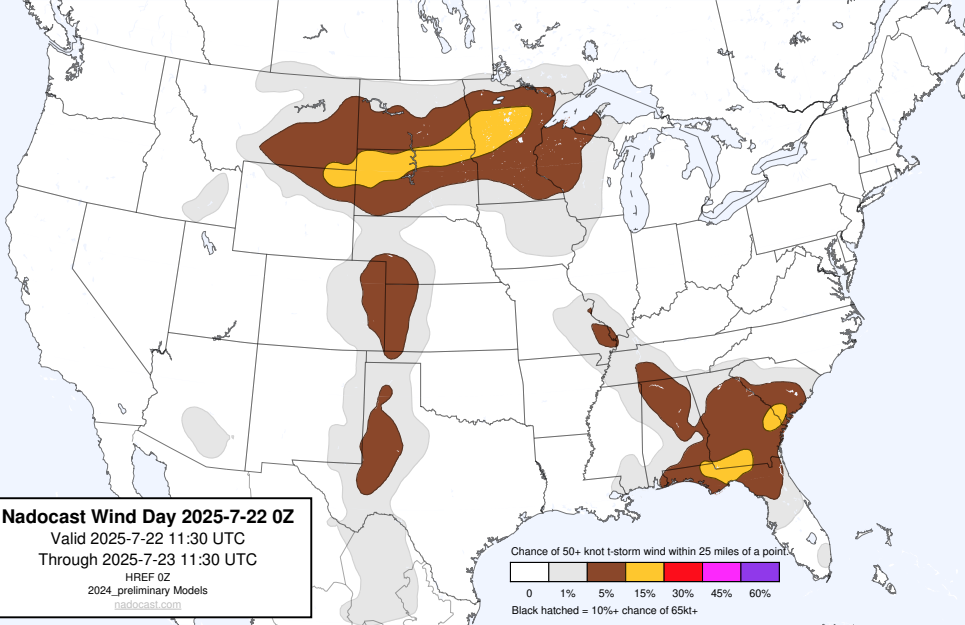 Nadocast Wind Day 2025-7-22 0Z
Valid 2025-7-22 11:30 UTC
Through 2025-7-23 11:30 UTC
HREF 0Z
2024_preliminary Models
nadocast.com
Chance of 50+ knot t-storm wind within 25 miles of a point.
0 1% 5% 15% 30% 45% 60%
Black hatched = 10%+ chance of 65kt+